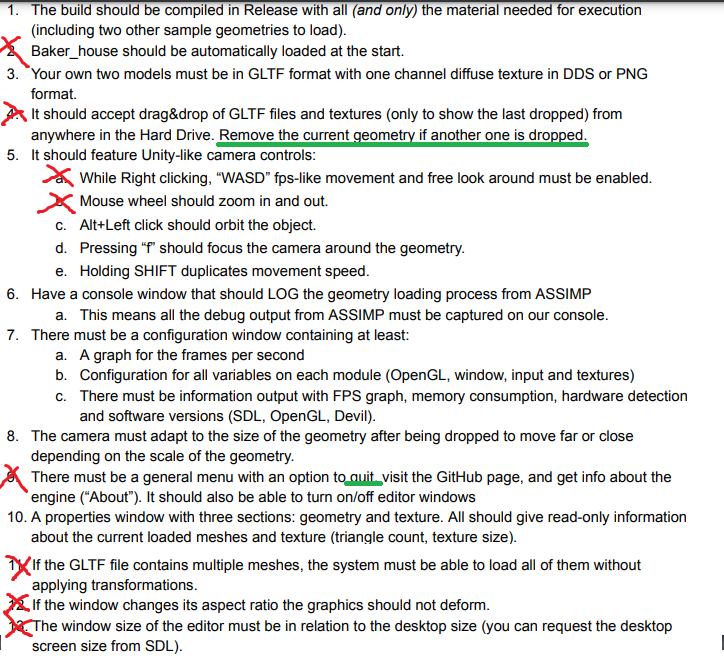 1. The build should be compiled in Release with all (and only) the material needed for execution
(including two other sample geometries to load).
2. Baker_house should be automatically loaded at the start.
3. Your own two models must be in GLTF format with one channel diffuse texture in DDS or PNG
format.
4. It should accept drag&drop of GLTF files and textures (only to show the last dropped) from
anywhere in the Hard Drive. Remove the current geometry if another one is dropped.
5. It should feature Unity-like camera controls:
a. While Right clicking, “WASD” fps-like movement and free look around must be enabled.
Mouse wheel should zoom in and out.
c. Alt+Left click should orbit the object.
d. Pressing “f” should focus the camera around the geometry.
e. Holding SHIFT duplicates movement speed.
6. Have a console window that should LOG the geometry loading process from ASSIMP
a. This means all the debug output from ASSIMP must be captured on our console.
7. There must be a configuration window containing at least:
a. A graph for the frames per second
b. Configuration for all variables on each module (OpenGL, window, input and textures)
c. There must be information output with FPS graph, memory consumption, hardware detection
and software versions (SDL, OpenGL, Devil).
8. The camera must adapt to the size of the geometry after being dropped to move far or close
depending on the scale of the geometry.
9. There must be a general menu with an option to quit, visit the GitHub page, and get info about the
engine (“About”). It should also be able to turn on/off editor windows
10. A properties window with three sections: geometry and texture. All should give read-only information
about the current loaded meshes and texture (triangle count, texture size).
If the GLTF file contains multiple meshes, the system must be able to load all of them without
applying transformations.
12. If the window changes its aspect ratio the graphics should not deform.
13. The window size of the editor must be in relation to the desktop size (you can request the desktop
screen size from SDL).